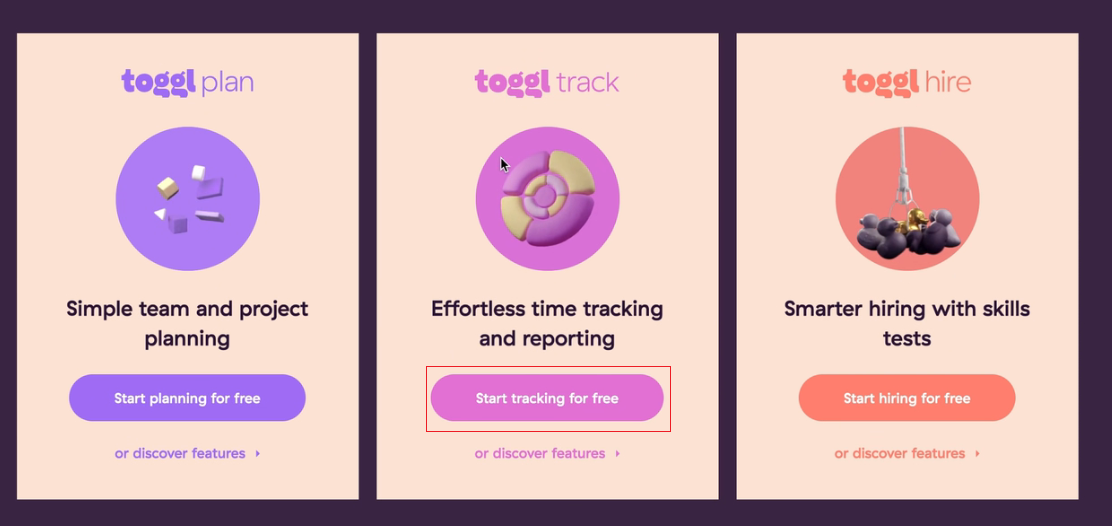 toggl plan
Simple team and project
planning
Start planning for free
or discover features
toggl track
Effortless time tracking
and reporting
Start tracking for free
or discover features
toggl hire
Smarter hiring with skills
tests
Start hiring for free
or discover features